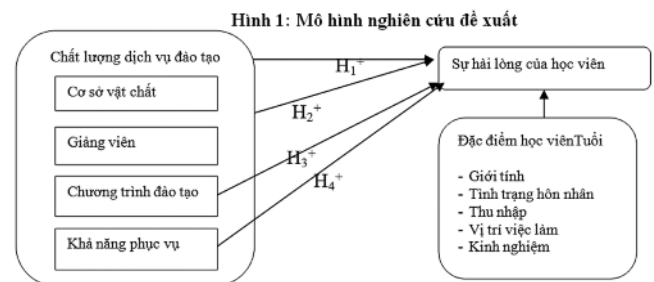 Hình 1: Mô hình nghiên cứu đề xuất
Chất lượng dịch vụ đào tạo
Cơ sở vật chất
Giảng viên
Chương trình đào tạo
Khả năng phục vụ
H1+
H2+
H3+
H4+
Sự hải lòng của học viên
Đặc điểm học viênTuổi
- Giới tính
- Tình trạng hôn nhân
- Thu nhập
- Vị trí việc làm
- Kinh nghiệm